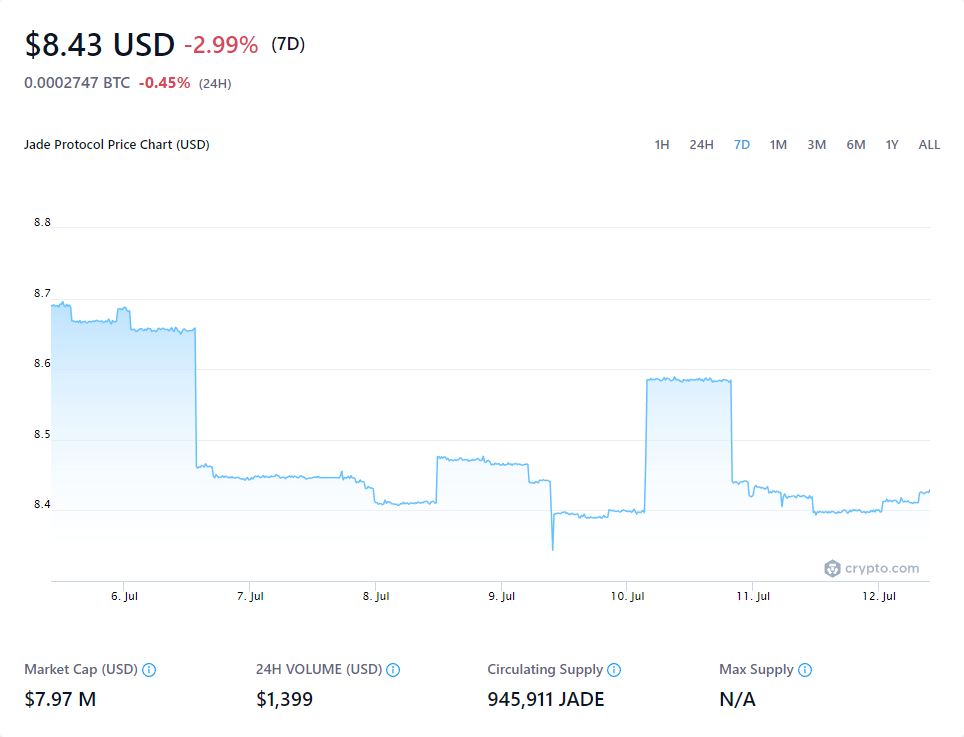 $8.43 USD -2.99% (7D)
0.0002747 BTC -0.45% (24H)
Jade Protocol Price Chart (USD)
1H 24H 7D 1M 3M 6M 1Y ALL
8.8
8.7
8.6
8.5
8.4
crypto.com
6. Jul 7. Jul 8. Jul 9. Jul 10. Jul 11. Jul 12. Jul
Market Cap (USD) 24H VOLUME (USD) Circulating Supply Max Supply
$7.97 M $1,399 945,911 JADE N/A